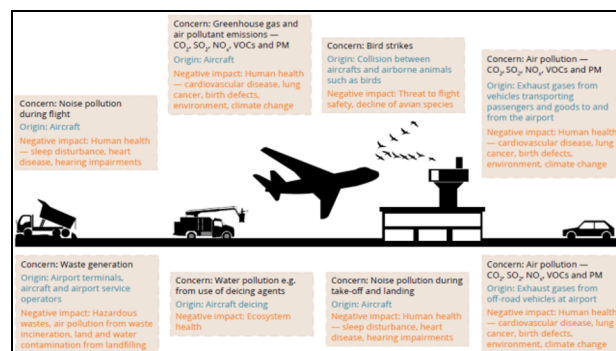 Concern: Greenhouse gas and
air pollutant emissions —
CO₂, SO₂, NOₓ, VOCs and PM
Origin: Aircraft
Negative impact: Human health
— cardiovascular disease, lung
cancer, birth defects,
environment, climate change
Concern: Bird strikes
Origin: Collision between
aircrafts and airborne animals
such as birds
Negative impact: Threat to flight
safety, decline of avian species
Concern: Air pollution —
CO₂, SO₂, NOₓ, VOCs and PM
Origin: Exhaust gases from
vehicles transporting
passengers and goods to and
from the airport
Negative impact: Human health
— cardiovascular disease, lung
cancer, birth defects,
environment, climate change
Concern: Noise pollution
during flight
Origin: Aircraft
Negative impact: Human health
— sleep disturbance, heart
disease, hearing impairments
Concern: Waste generation
Origin: Airport terminals,
aircraft and airport service
operators
Negative impact: Hazardous
wastes, air pollution from waste
incineration, land and water
contamination from landfilling
Concern: Water pollution e.g.
from use of deicing agents
Origin: Aircraft deicing
Negative impact: Ecosystem
health
Concern: Noise pollution during
take-off and landing
Origin: Aircraft
Negative impact: Human health
— sleep disturbance, heart
disease, hearing impairments
Concern: Air pollution —
CO₂, SO₂, NOₓ, VOCs and PM
Origin: Exhaust gases from
off-road vehicles at airport
Negative impact: Human health
— cardiovascular disease, lung
cancer, birth defects,
environment, climate change